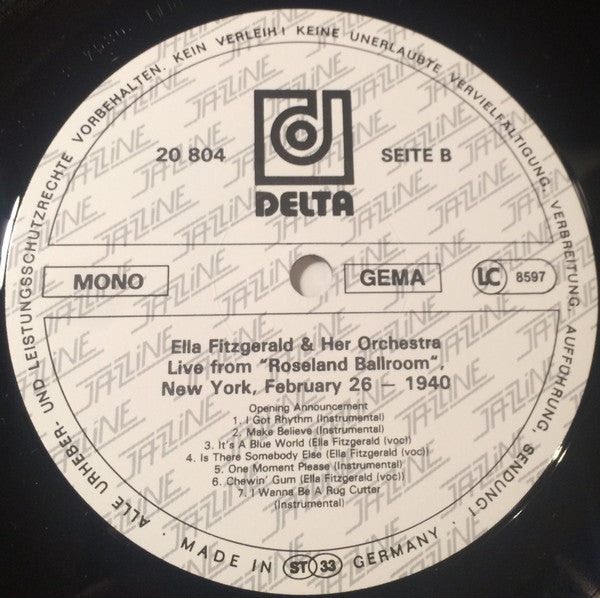 ALLE URHEBER- UND LEISTUNGSSCHUTZRECHTE VORBEHALTEN. KEIN VERLEIH! KEINE UNERLAUBTE VERVIELFÄLTIGUNG, VERBREITUNG, AUFFÜHRUNG, SENDUNG!
JAZZLINE
20 804
SEITE B
DELTA
MONO
GEMA
LC 8597
Ella Fitzgerald & Her Orchestra
Live from "Roseland Ballroom",
New York, February 26 — 1940
Opening Announcement
1. I Got Rhythm (Instrumental)
2. Make Believe (Instrumental)
3. It's A Blue World (Ella Fitzgerald (voc))
4. Is There Somebody Else (Ella Fitzgerald (voc))
5. One Moment Please (Instrumental)
6. Chewin' Gum (Ella Fitzgerald (voc))
7. I Wanna Be A Rug Cutter
(Instrumental)
· MADE IN ST 33 GERMANY ·